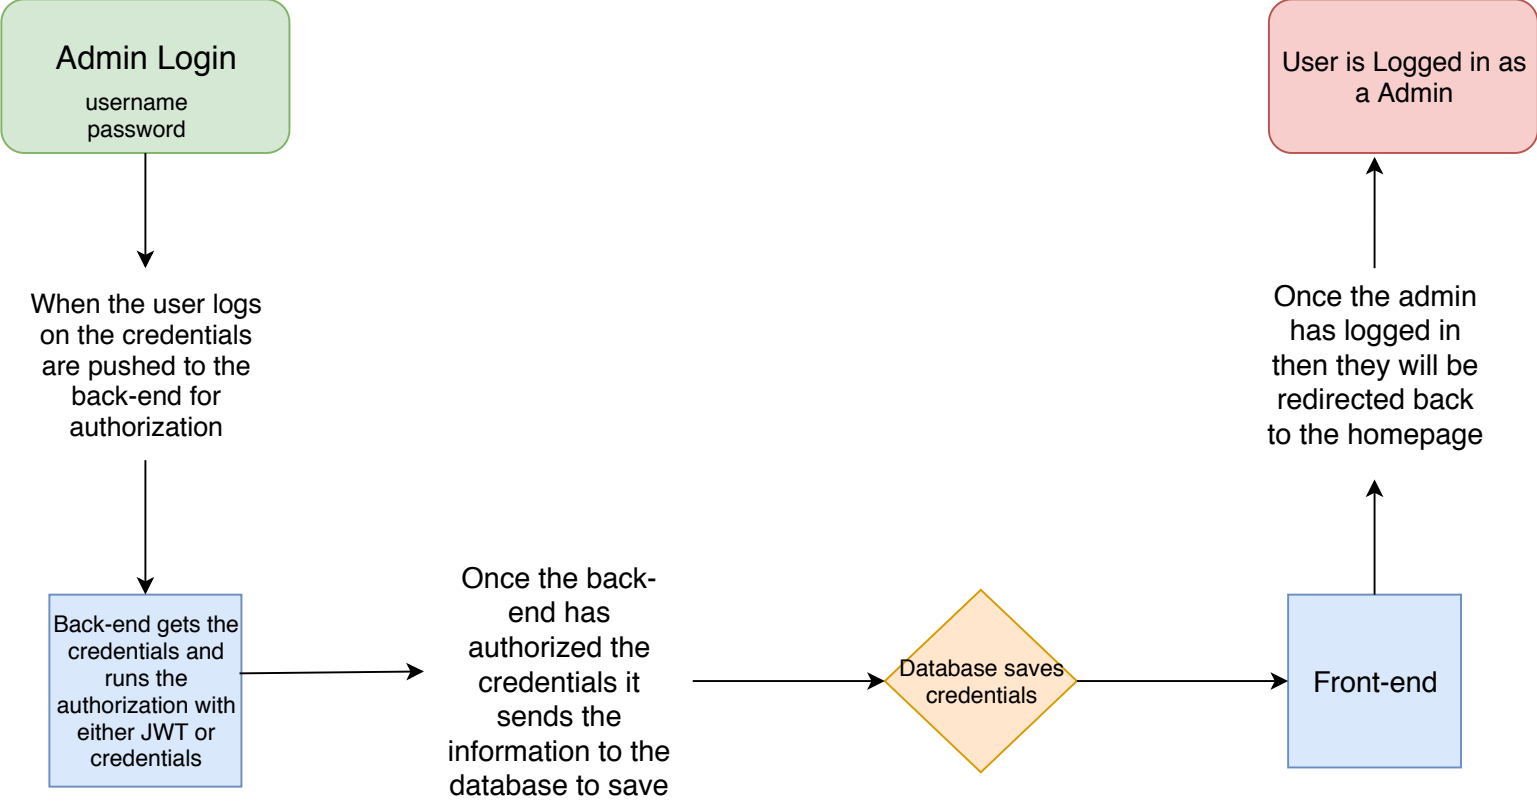 Admin Login
username
password
When the user logs
on the credentials
are pushed to the
back-end for
authorization
Back-end gets the
credentials and
runs the
authorization with
either JWT or
credentials
Once the back-
end has
authorized the
credentials it
sends the
information to the
database to save
Database saves
credentials
Front-end
Once the admin
has logged in
then they will be
redirected back
to the homepage
User is Logged in as
a Admin